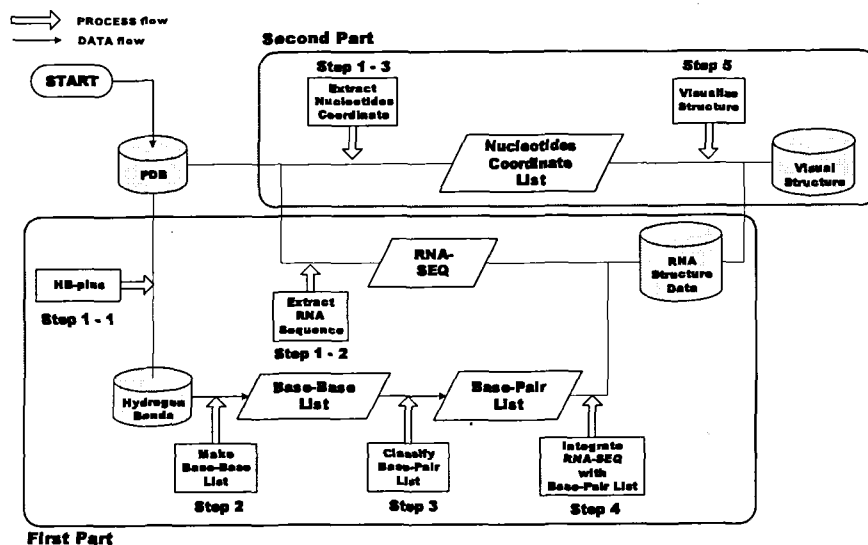 PROCESS flow
DATA flow
START
Second Part
Step 1 - 3
Extract
Nucleotides
Coordinate
Step 5
Visualize
Structure
PDB
Nucleotides
Coordinate
List
Visual
Structure
HB-plus
Step 1 - 1
RNA-
SEQ
Extract
RNA
Sequence
Step 1 - 2
RNA
Structure
Data
Hydrogen
Bonds
Base-Base
List
Base-Pair
List
Make
Base-Base
List
Step 2
Classify
Base-Pair
List
Step 3
Integrate
RNA-SEQ
with
Base-Pair List
Step 4
First Part